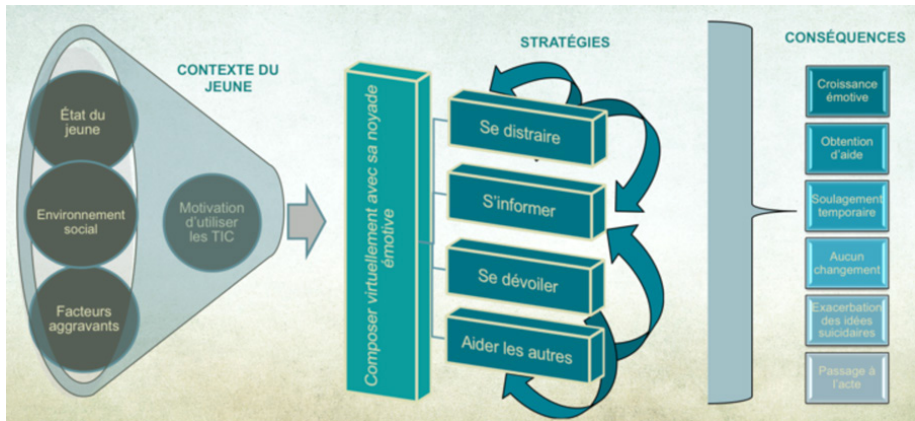 CONTEXTE DU
JEUNE
État du
jeune
Environnement
social
Facteurs
aggravants
Motivation
d'utiliser
les TIC
Composer virtuellement avec sa noyade
émotive
STRATÉGIES
Se distraire
S'informer
Se dévoiler
Aider les autres
CONSÉQUENCES
Croissance
émotive
Obtention
d'aide
Soulagement
temporaire
Aucun
changement
Exacerbation
des idées
suicidaires
Passage à
l'acte